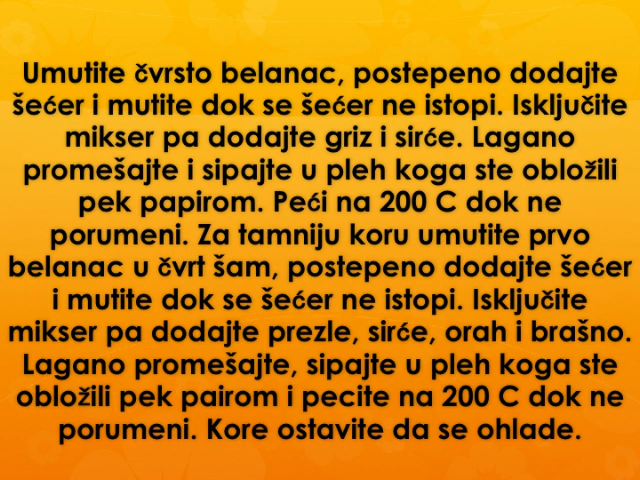 Umutite čvrsto belanac, postepeno dodajte
šećer i mutite dok se šećer ne istopi. Isključite
mikser pa dodajte griz i sirće. Lagano
promešajte i sipajte u pleh koga ste obložili
pek papirom. Peći na 200 C dok ne
porumeni. Za tamniju koru umutite prvo
belanac u čvrt šam, postepeno dodajte šećer
i mutite dok se šećer ne istopi. Isključite
mikser pa dodajte prezle, sirće, orah i brašno.
Lagano promešajte, sipajte u pleh koga ste
obložili pek pairom i pecite na 200 C dok ne
porumeni. Kore ostavite da se ohlade.